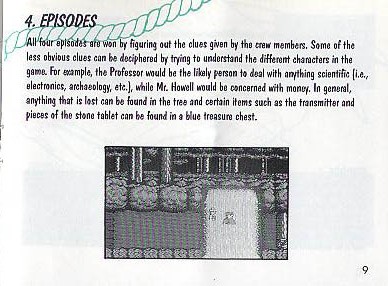 4. EPISODES
All four episodes are won by figuring out the clues given by the crew members. Some of the
less obvious clues can be deciphered by trying to understand the different characters in the
game. For example, the Professor would be the likely person to deal with anything scientific (i.e.,
electronics, archaeology, etc.), while Mr. Howell would be concerned with money. In general,
anything that is lost can be found in the tree and certain items such as the transmitter and
pieces of the stone tablet can be found in a blue treasure chest.
9